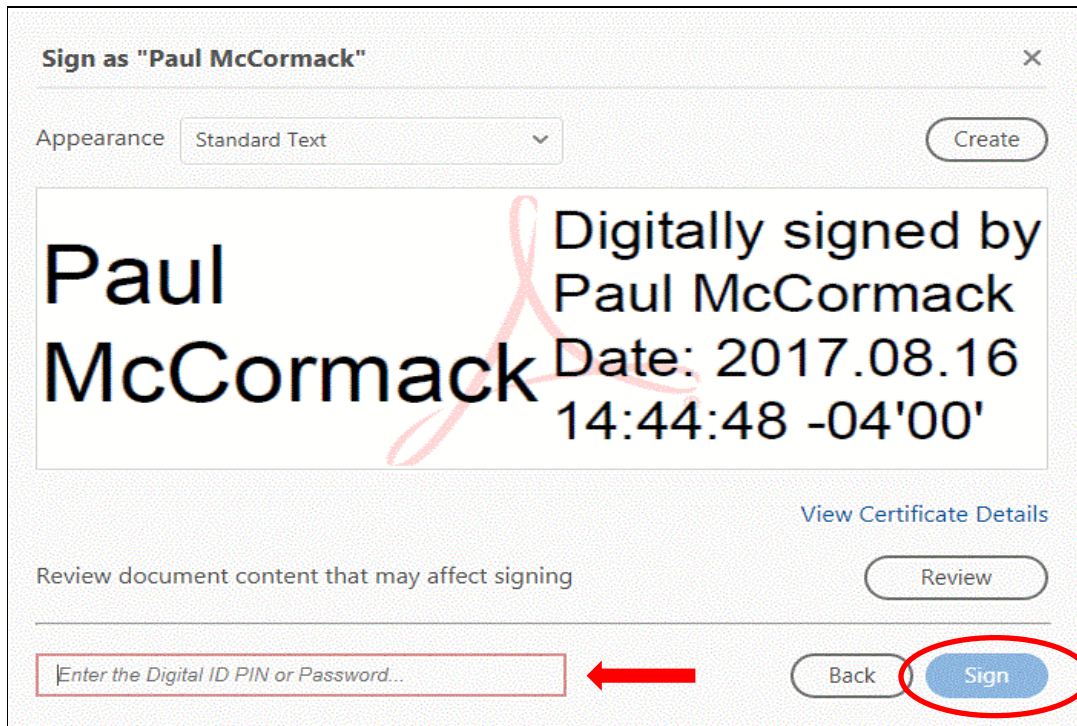 Sign as "Paul McCormack"
Appearance Standard Text Create
Paul
McCormack
Digitally signed by
Paul McCormack
Date: 2017.08.16
14:44:48 -04'00'
View Certificate Details
Review document content that may affect signing Review
Enter the Digital ID PIN or Password... Back Sign